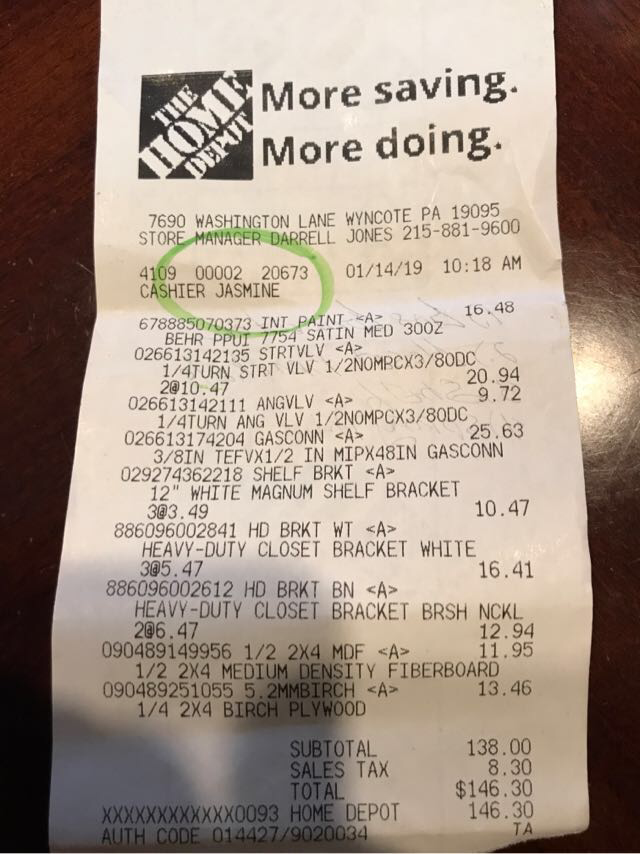 THE HOME DEPOT
More saving.
More doing.
7690 WASHINGTON LANE WYNCOTE PA 19095
STORE MANAGER DARRELL JONES 215-881-9600
4109 00002 20673 01/14/19 10:18 AM
CASHIER JASMINE
678885070373 INT PAINT <A> 16.48
BEHR PPUI 7754 SATIN MED 30OZ
026613142135 STRTVLV <A>
1/4TURN STRT VLV 1/2NOMPCX3/80DC
2@10.47 20.94
026613142111 ANGVLV <A> 9.72
1/4TURN ANG VLV 1/2NOMPCX3/80DC
026613174204 GASCONN <A> 25.63
3/8IN TEFVX1/2 IN MIPX48IN GASCONN
029274362218 SHELF BRKT <A>
12" WHITE MAGNUM SHELF BRACKET
3@3.49 10.47
886096002841 HD BRKT WT <A>
HEAVY-DUTY CLOSET BRACKET WHITE
3@5.47 16.41
886096002612 HD BRKT BN <A>
HEAVY-DUTY CLOSET BRACKET BRSH NCKL
2@6.47 12.94
090489149956 1/2 2X4 MDF <A> 11.95
1/2 2X4 MEDIUM DENSITY FIBERBOARD
090489251055 5.2MMBIRCH <A> 13.46
1/4 2X4 BIRCH PLYWOOD
SUBTOTAL 138.00
SALES TAX 8.30
TOTAL $146.30
XXXXXXXXXXXX0093 HOME DEPOT 146.30
AUTH CODE 014427/9020034 TA